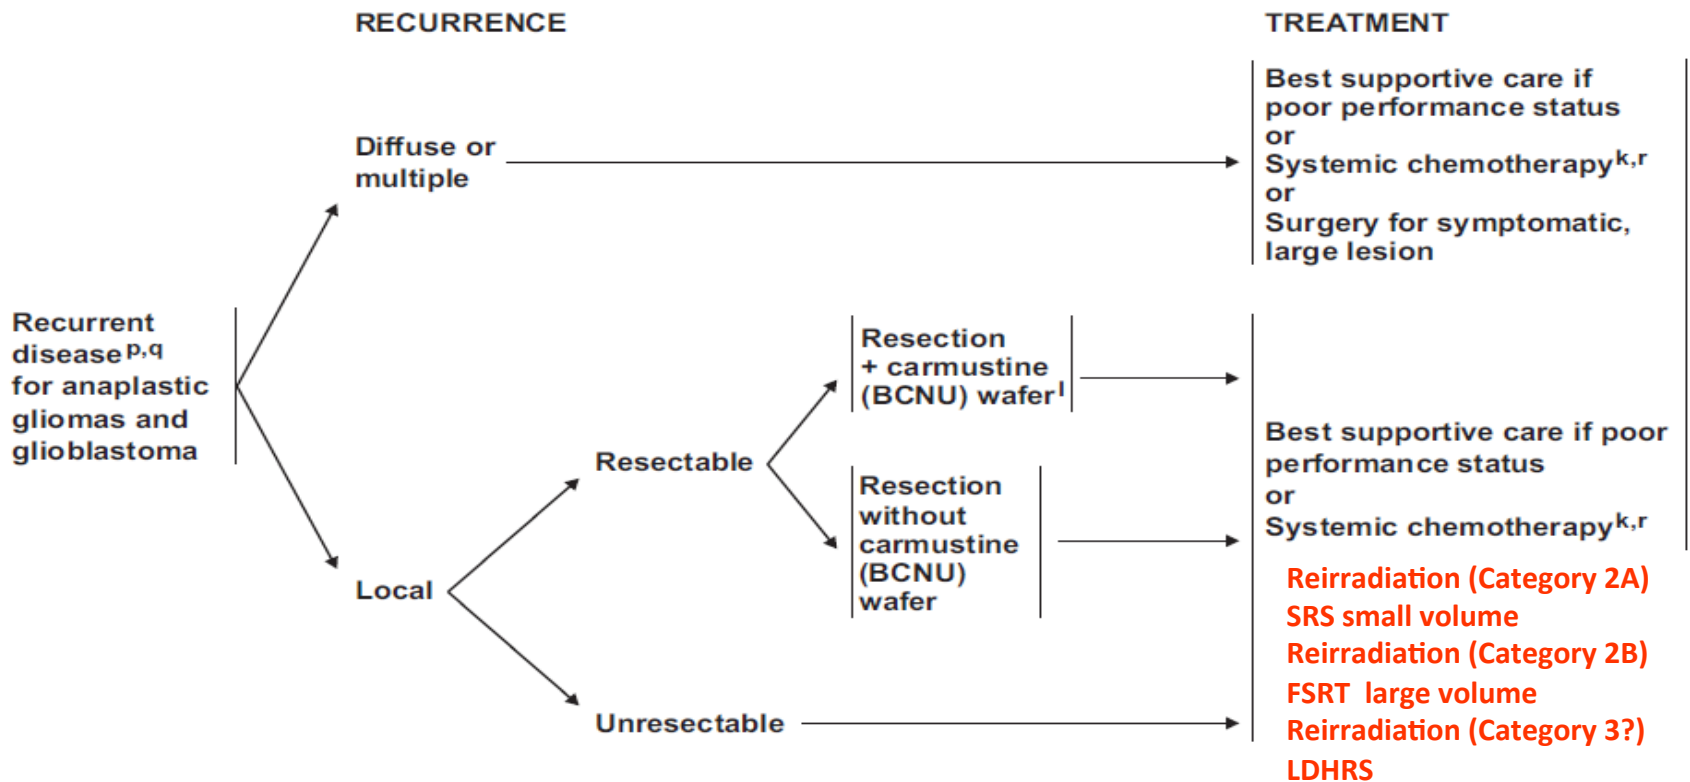 RECURRENCE
TREATMENT
Diffuse or
multiple
Best supportive care if
poor performance status
or
Systemic chemotherapyk,r
or
Surgery for symptomatic,
large lesion
Recurrent
diseasep,q
for anaplastic
gliomas and
glioblastoma
Local
Resectable
Unresectable
Resection
+ carmustine
(BCNU) waferl
Resection
without
carmustine
(BCNU)
wafer
Best supportive care if poor
performance status
or
Systemic chemotherapyk,r
Reirradiation (Category 2A)
SRS small volume
Reirradiation (Category 2B)
FSRT large volume
Reirradiation (Category 3?)
LDHRS